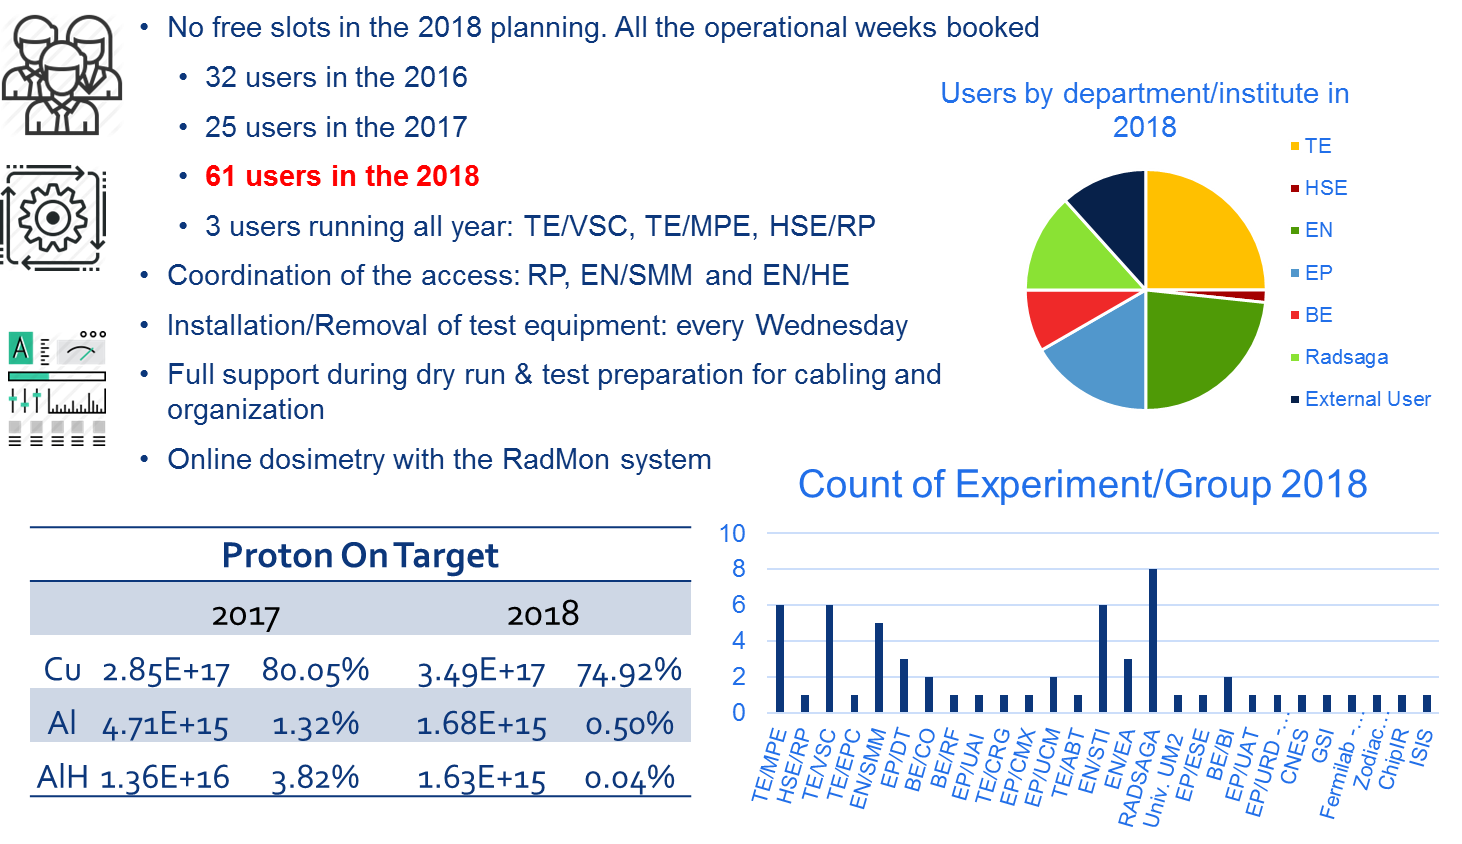 • No free slots in the 2018 planning. All the operational weeks booked
• 32 users in the 2016
• 25 users in the 2017
• 61 users in the 2018
• 3 users running all year: TE/VSC, TE/MPE, HSE/RP
• Coordination of the access: RP, EN/SMM and EN/HE
• Installation/Removal of test equipment: every Wednesday
• Full support during dry run & test preparation for cabling and
organization
• Online dosimetry with the RadMon system
A
Users by department/institute in
2018
TE
HSE
EN
EP
BE
Radsaga
External User
Proton On Target
2017 2018
Cu 2.85E+17 80.05% 3.49E+17 74.92%
Al 4.71E+15 1.32% 1.68E+15 0.50%
AlH 1.36E+16 3.82% 1.63E+15 0.04%
Count of Experiment/Group 2018
10
8
6
4
2
0
TE/MPE
HSE/RP
TE/VSC
TE/EPC
EN/SMM
EP/DT
BE/CO
BE/RF
EP/UAI
TE/CRG
EP/CMX
EP/UCM
TE/ABT
EN/STI
EN/EA
RADSAGA
Univ. UM2
EP/ESE
BE/BI
EP/UAT
EP/URD -…
CNES
GSI
Fermilab -…
Zodiac…
ChipIR
ISIS